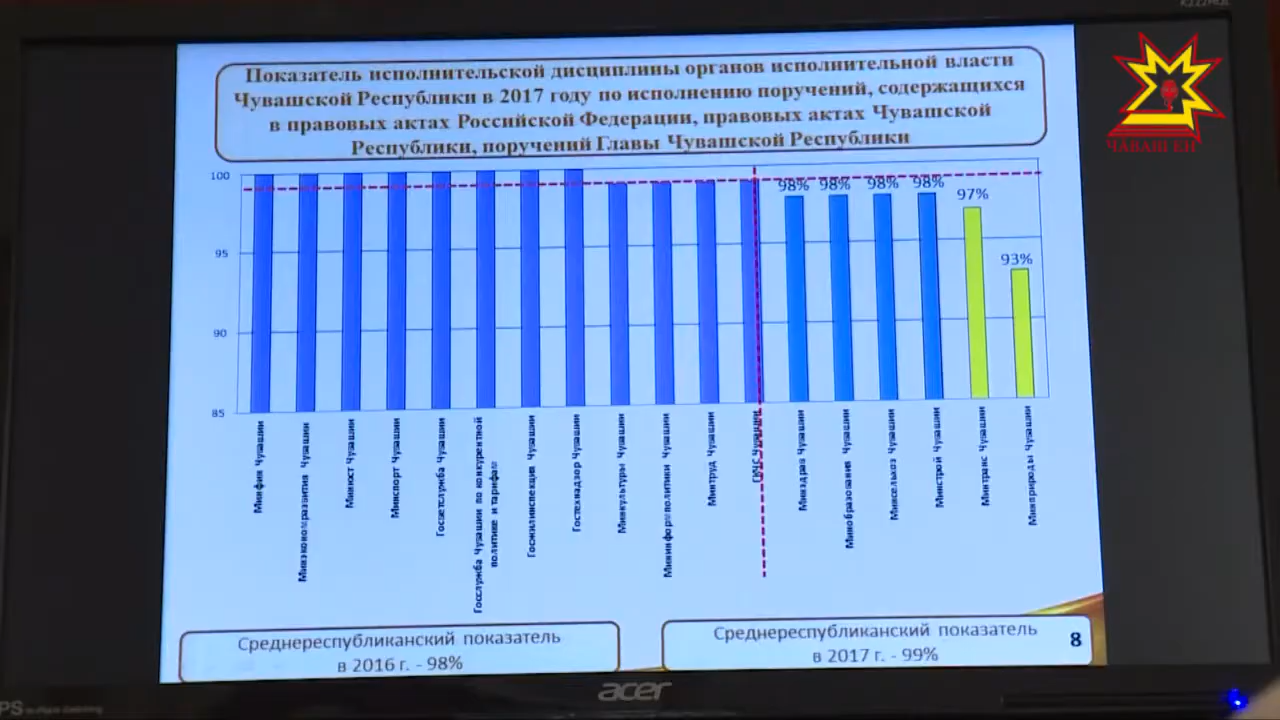 Показатель исполнительской дисциплины органов исполнительной власти
Чувашской Республики в 2017 году по исполнению поручений, содержащихся
в правовых актах Российской Федерации, правовых актах Чувашской
Республики, поручений Главы Чувашской Республики
ЧӐВАШ ЕН
100
95
90
85
98%
98%
98%
98%
97%
93%
Минфин Чувашии
Минэкономразвития Чувашии
Минюст Чувашии
Минспорт Чувашии
Госветслужба Чувашии
Госслужба Чувашии по конкурентной
политике и тарифам
Госжилинспекция Чувашии
Гостехнадзор Чувашии
Минкультуры Чувашии
Мининформполитики Чувашии
Минтруд Чувашии
ГКЧС Чувашии
Минздрав Чувашии
Минобразования Чувашии
Минсельхоз Чувашии
Минстрой Чувашии
Минтранс Чувашии
Минприроды Чувашии
Среднереспубликанский показатель
в 2016 г. - 98%
Среднереспубликанский показатель
в 2017 г. - 99%
8
acer